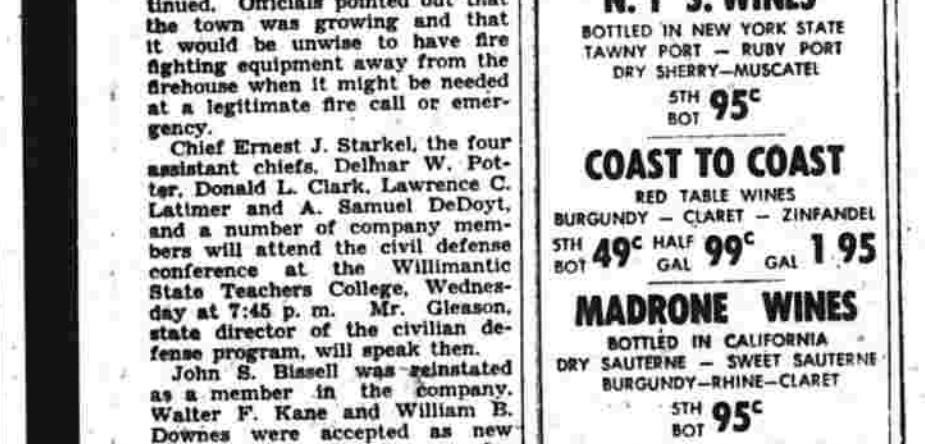 tinued. Officials pointed out that
the town was growing and that
it would be unwise to have fire
fighting equipment away from the
firehouse when it might be needed
at a legitimate fire call or emer-
gency.
Chief Ernest J. Starkel, the four
assistant chiefs, Delmar W. Pot-
ter, Donald L. Clark, Lawrence C.
Latimer and A. Samuel DeDoyt,
and a number of company mem-
bers will attend the civil defense
conference at the Willimantic
State Teachers College, Wednes-
day at 7:45 p. m. Mr. Gleason,
state director of the civilian de-
fense program, will speak then.
John S. Bissell was reinstated
as a member in the company.
Walter F. Kane and William B.
Downes were accepted as new
WINES
BOTTLED IN NEW YORK STATE
TAWNY PORT — RUBY PORT
DRY SHERRY—MUSCATEL
5TH BOT 95¢
COAST TO COAST
RED TABLE WINES
BURGUNDY — CLARET — ZINFANDEL
5TH BOT 49¢ HALF GAL 99¢ GAL 1.95
MADRONE WINES
BOTTLED IN CALIFORNIA
DRY SAUTERNE — SWEET SAUTERNE
BURGUNDY—RHINE—CLARET
5TH BOT 95¢